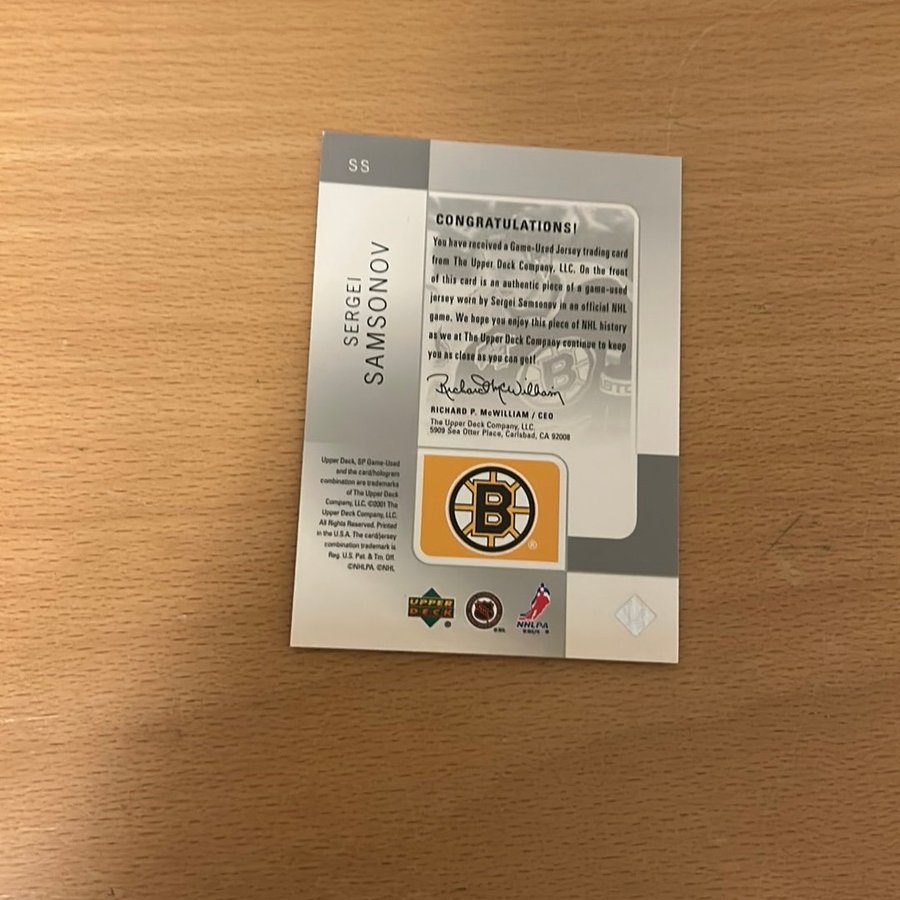 SS
SERGEI
SAMSONOV
CONGRATULATIONS!
You have received a Game-Used Jersey trading card
from The Upper Deck Company, LLC. On the front
of this card is an authentic piece of a game-used
jersey worn by Sergei Samsonov in an official NHL
game. We hope you enjoy this piece of NHL history
as we at The Upper Deck Company continue to keep
you as close as you can get!
Richard McWilliam
RICHARD P. McWILLIAM / CEO
The Upper Deck Company, LLC.
5909 Sea Otter Place, Carlsbad, CA 92008
Upper Deck, SP Game-Used
and the card/hologram
combination are trademarks
of The Upper Deck
Company, LLC. ©2001 The
Upper Deck Company, LLC.
All Rights Reserved. Printed
in the U.S.A. The card/jersey
combination trademark is
Reg. U.S. Pat. & Tm. Off.
©NHLPA. ©NHL
B
®
UPPER
DECK
®
NHL
NHLPA